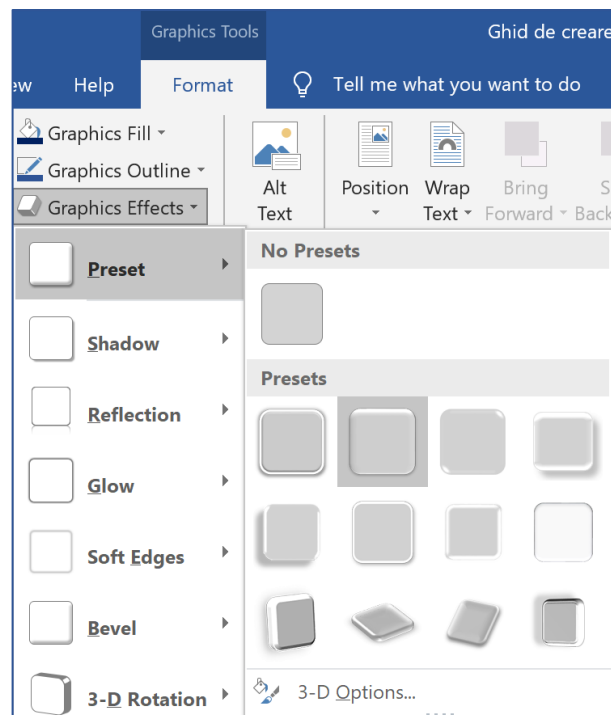 Graphics Tools
Ghid de creare
ew Help Format Tell me what you want to do
Graphics Fill
Graphics Outline
Graphics Effects
Alt Text
Position
Wrap Text
Bring Forward
S
Back
Preset
Shadow
Reflection
Glow
Soft Edges
Bevel
3-D Rotation
No Presets
Presets
3-D Options...